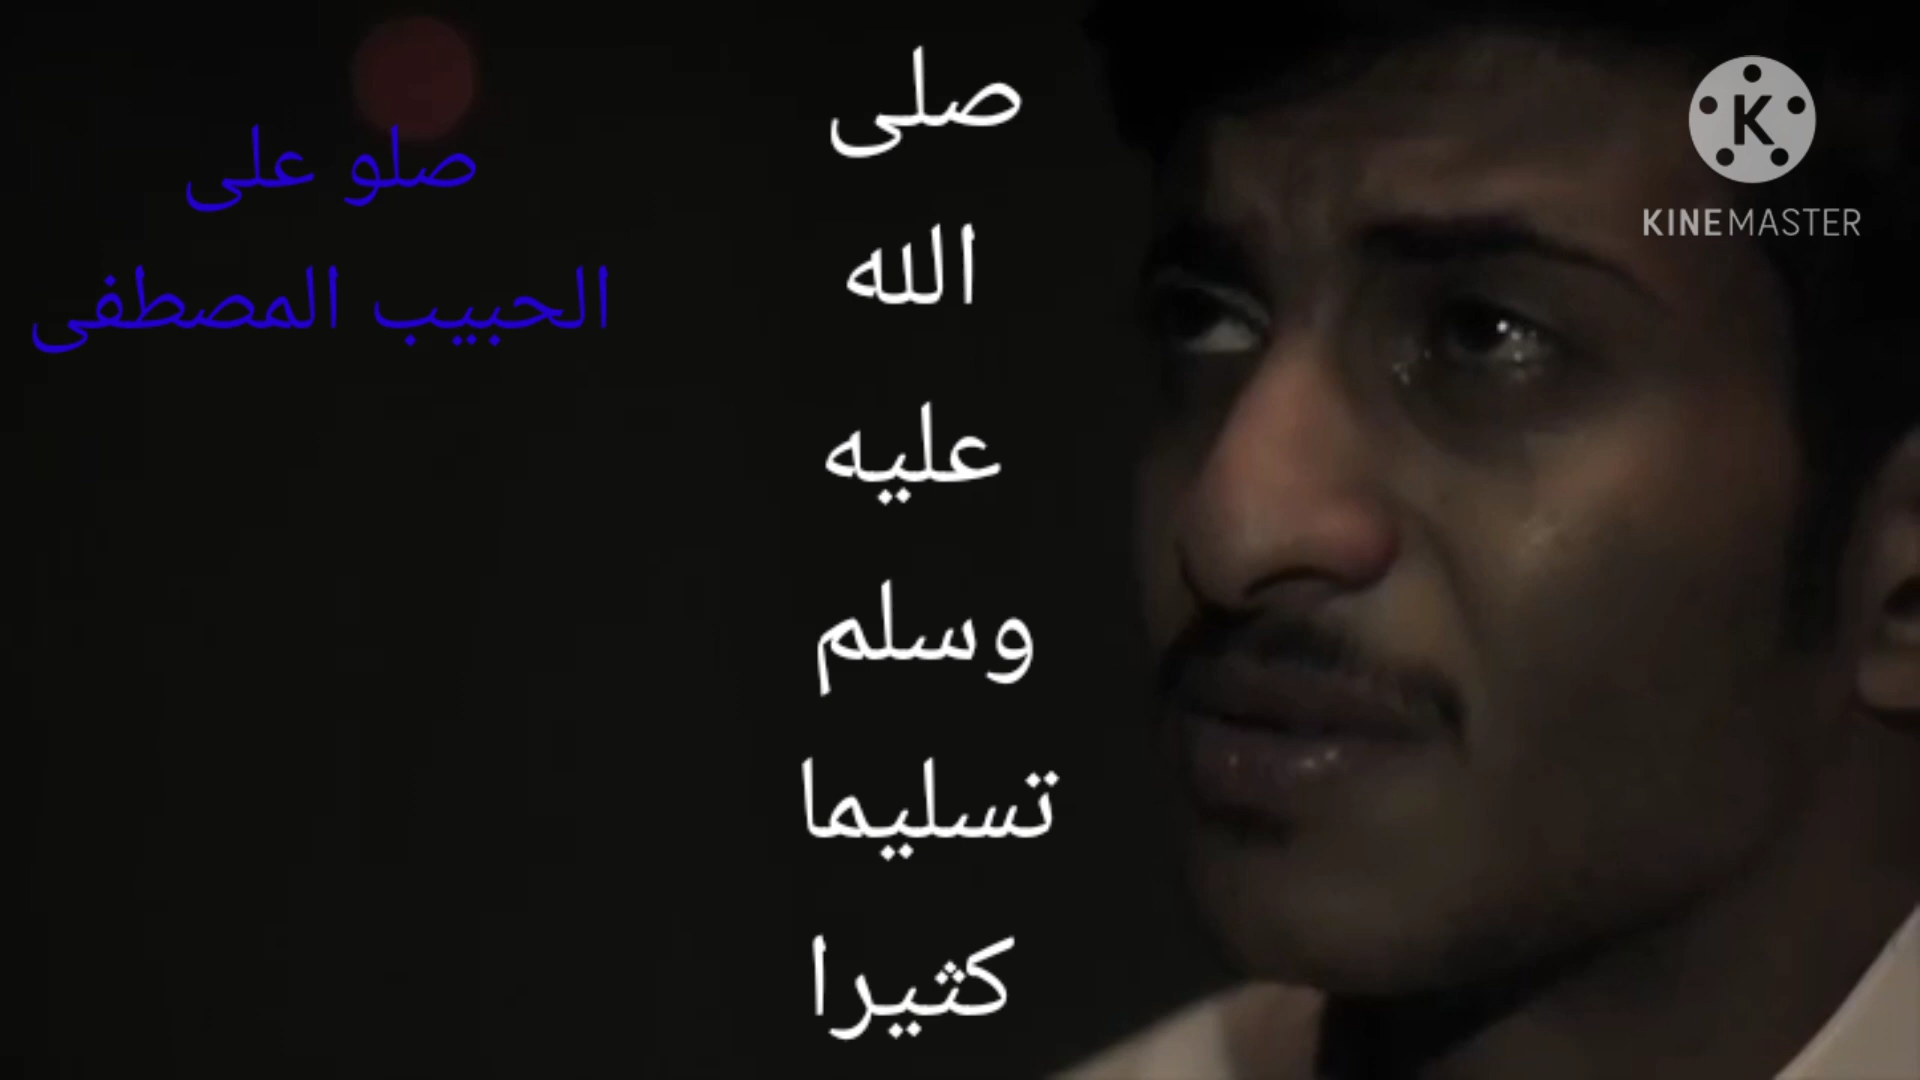 صلو على
الحبيب المصطفى
صلى
الله
عليه
وسلم
تسليما
كثيرا
KINEMASTER